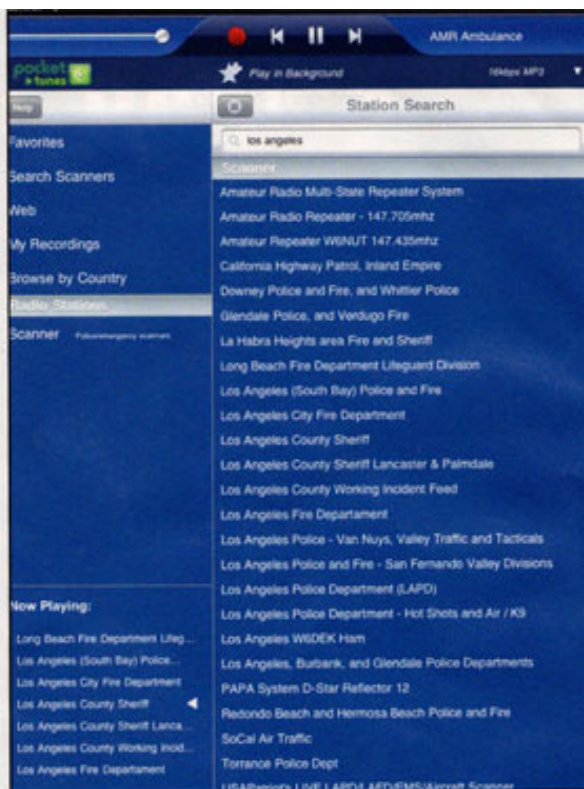 AMR Ambulance
pocket
tunes
Play in Background
16kbps MP3
Station Search
los angeles
Favorites
Search Scanners
Web
My Recordings
Browse by Country
Radio Stations
Scanner
Scanner
Amateur Radio Multi-State Repeater System
Amateur Radio Repeater - 147.705mhz
Amateur Repeater W6NUT 147.435mhz
California Highway Patrol, Inland Empire
Downey Police and Fire, and Whittier Police
Glendale Police, and Verdugo Fire
La Habra Heights area Fire and Sheriff
Long Beach Fire Department Lifeguard Division
Los Angeles (South Bay) Police and Fire
Los Angeles City Fire Department
Los Angeles County Sheriff
Los Angeles County Sheriff Lancaster & Palmdale
Los Angeles County Working Incident Feed
Los Angeles Fire Departament
Los Angeles Police - Van Nuys, Valley Traffic and Tacticals
Los Angeles Police and Fire - San Fernando Valley Divisions
Los Angeles Police Department (LAPD)
Los Angeles Police Department - Hot Shots and Air / K9
Los Angeles W6DEK Ham
Los Angeles, Burbank, and Glendale Police Departments
PAPA System D-Star Reflector 12
Redondo Beach and Hermosa Beach Police and Fire
SoCal Air Traffic
Torrance Police Dept
USAPatriot's LIVE LAPD/LAFD/EMS/Aircraft Scanner
Now Playing:
Long Beach Fire Department Lifeg...
Los Angeles (South Bay) Police...
Los Angeles City Fire Department
Los Angeles County Sheriff
Los Angeles County Sheriff Lanca...
Los Angeles County Working Incid...
Los Angeles Fire Departament